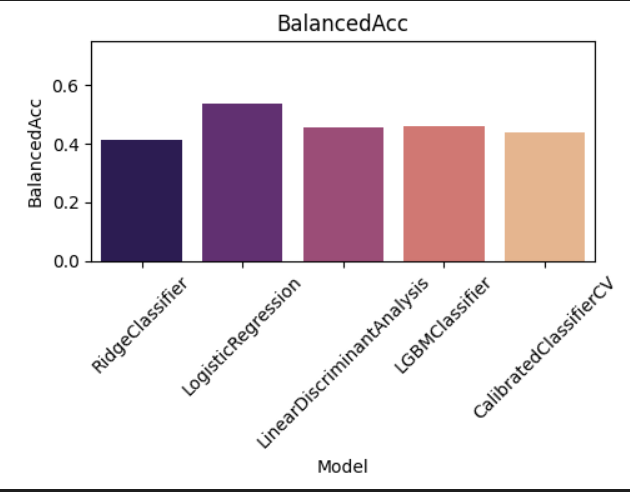 BalancedAcc
BalancedAcc
0.6
0.4
0.2
0.0
RidgeClassifier
LogisticRegression
LinearDiscriminantAnalysis
LGBMClassifier
CalibratedClassifierCV
Model